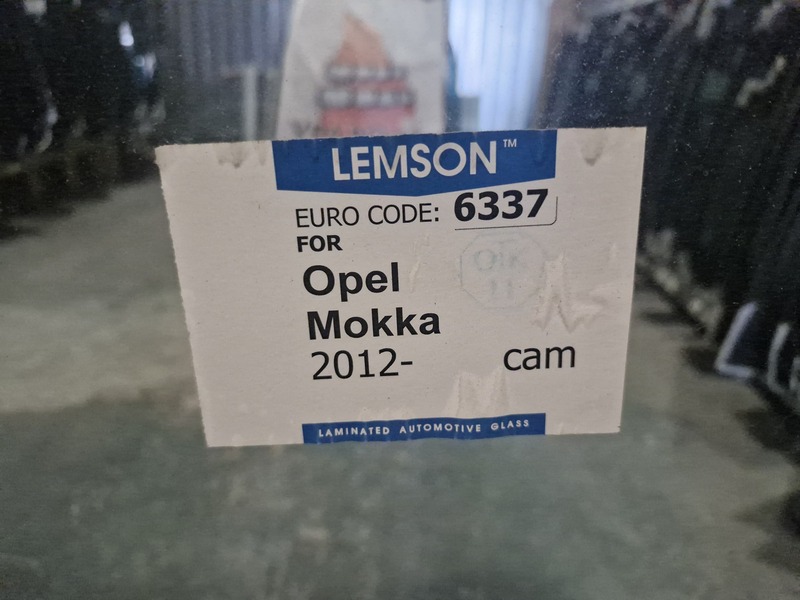 LEMSON™
EURO CODE: 6337
FOR
Opel
Mokka
2012- cam
LAMINATED AUTOMOTIVE GLASS